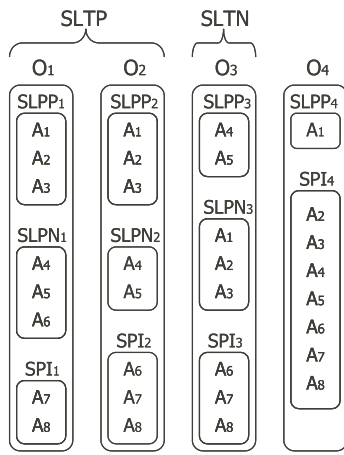 SLTP SLTN
O1 O2 O3 O4
SLPP1
A1
A2
A3
SLPN1
A4
A5
A6
SPI1
A7
A8
SLPP2
A1
A2
A3
SLPN2
A4
A5
SPI2
A6
A7
A8
SLPP3
A4
A5
SLPN3
A1
A2
A3
SPI3
A6
A7
A8
SLPP4
A1
SPI4
A2
A3
A4
A5
A6
A7
A8